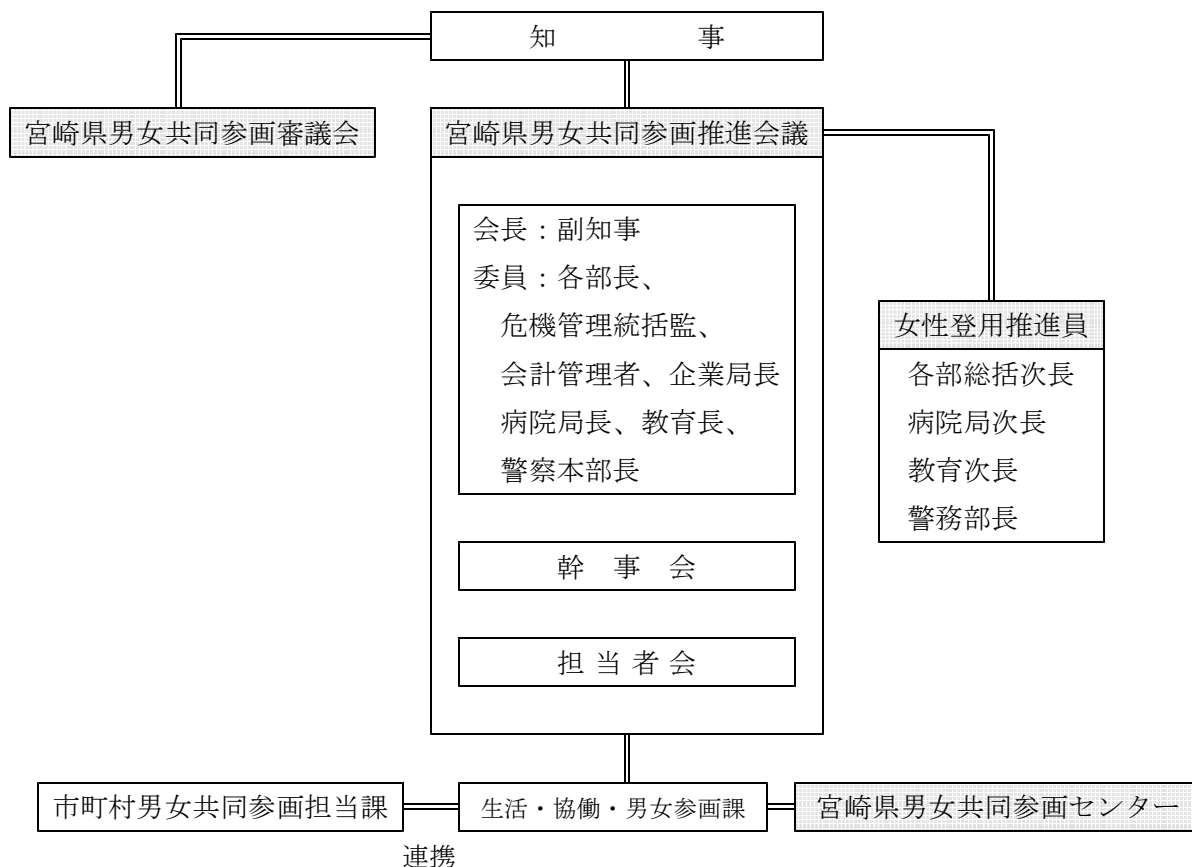 知　　　　　事
宮崎県男女共同参画審議会
宮崎県男女共同参画推進会議
会長：副知事
委員：各部長、
危機管理統括監、
会計管理者、企業局長
病院局長、教育長、
警察本部長
女性登用推進員
各部総括次長
病院局次長
教育次長
警務部長
幹　事　会
担 当 者 会
市町村男女共同参画担当課
生活・協働・男女参画課
宮崎県男女共同参画センター
連携